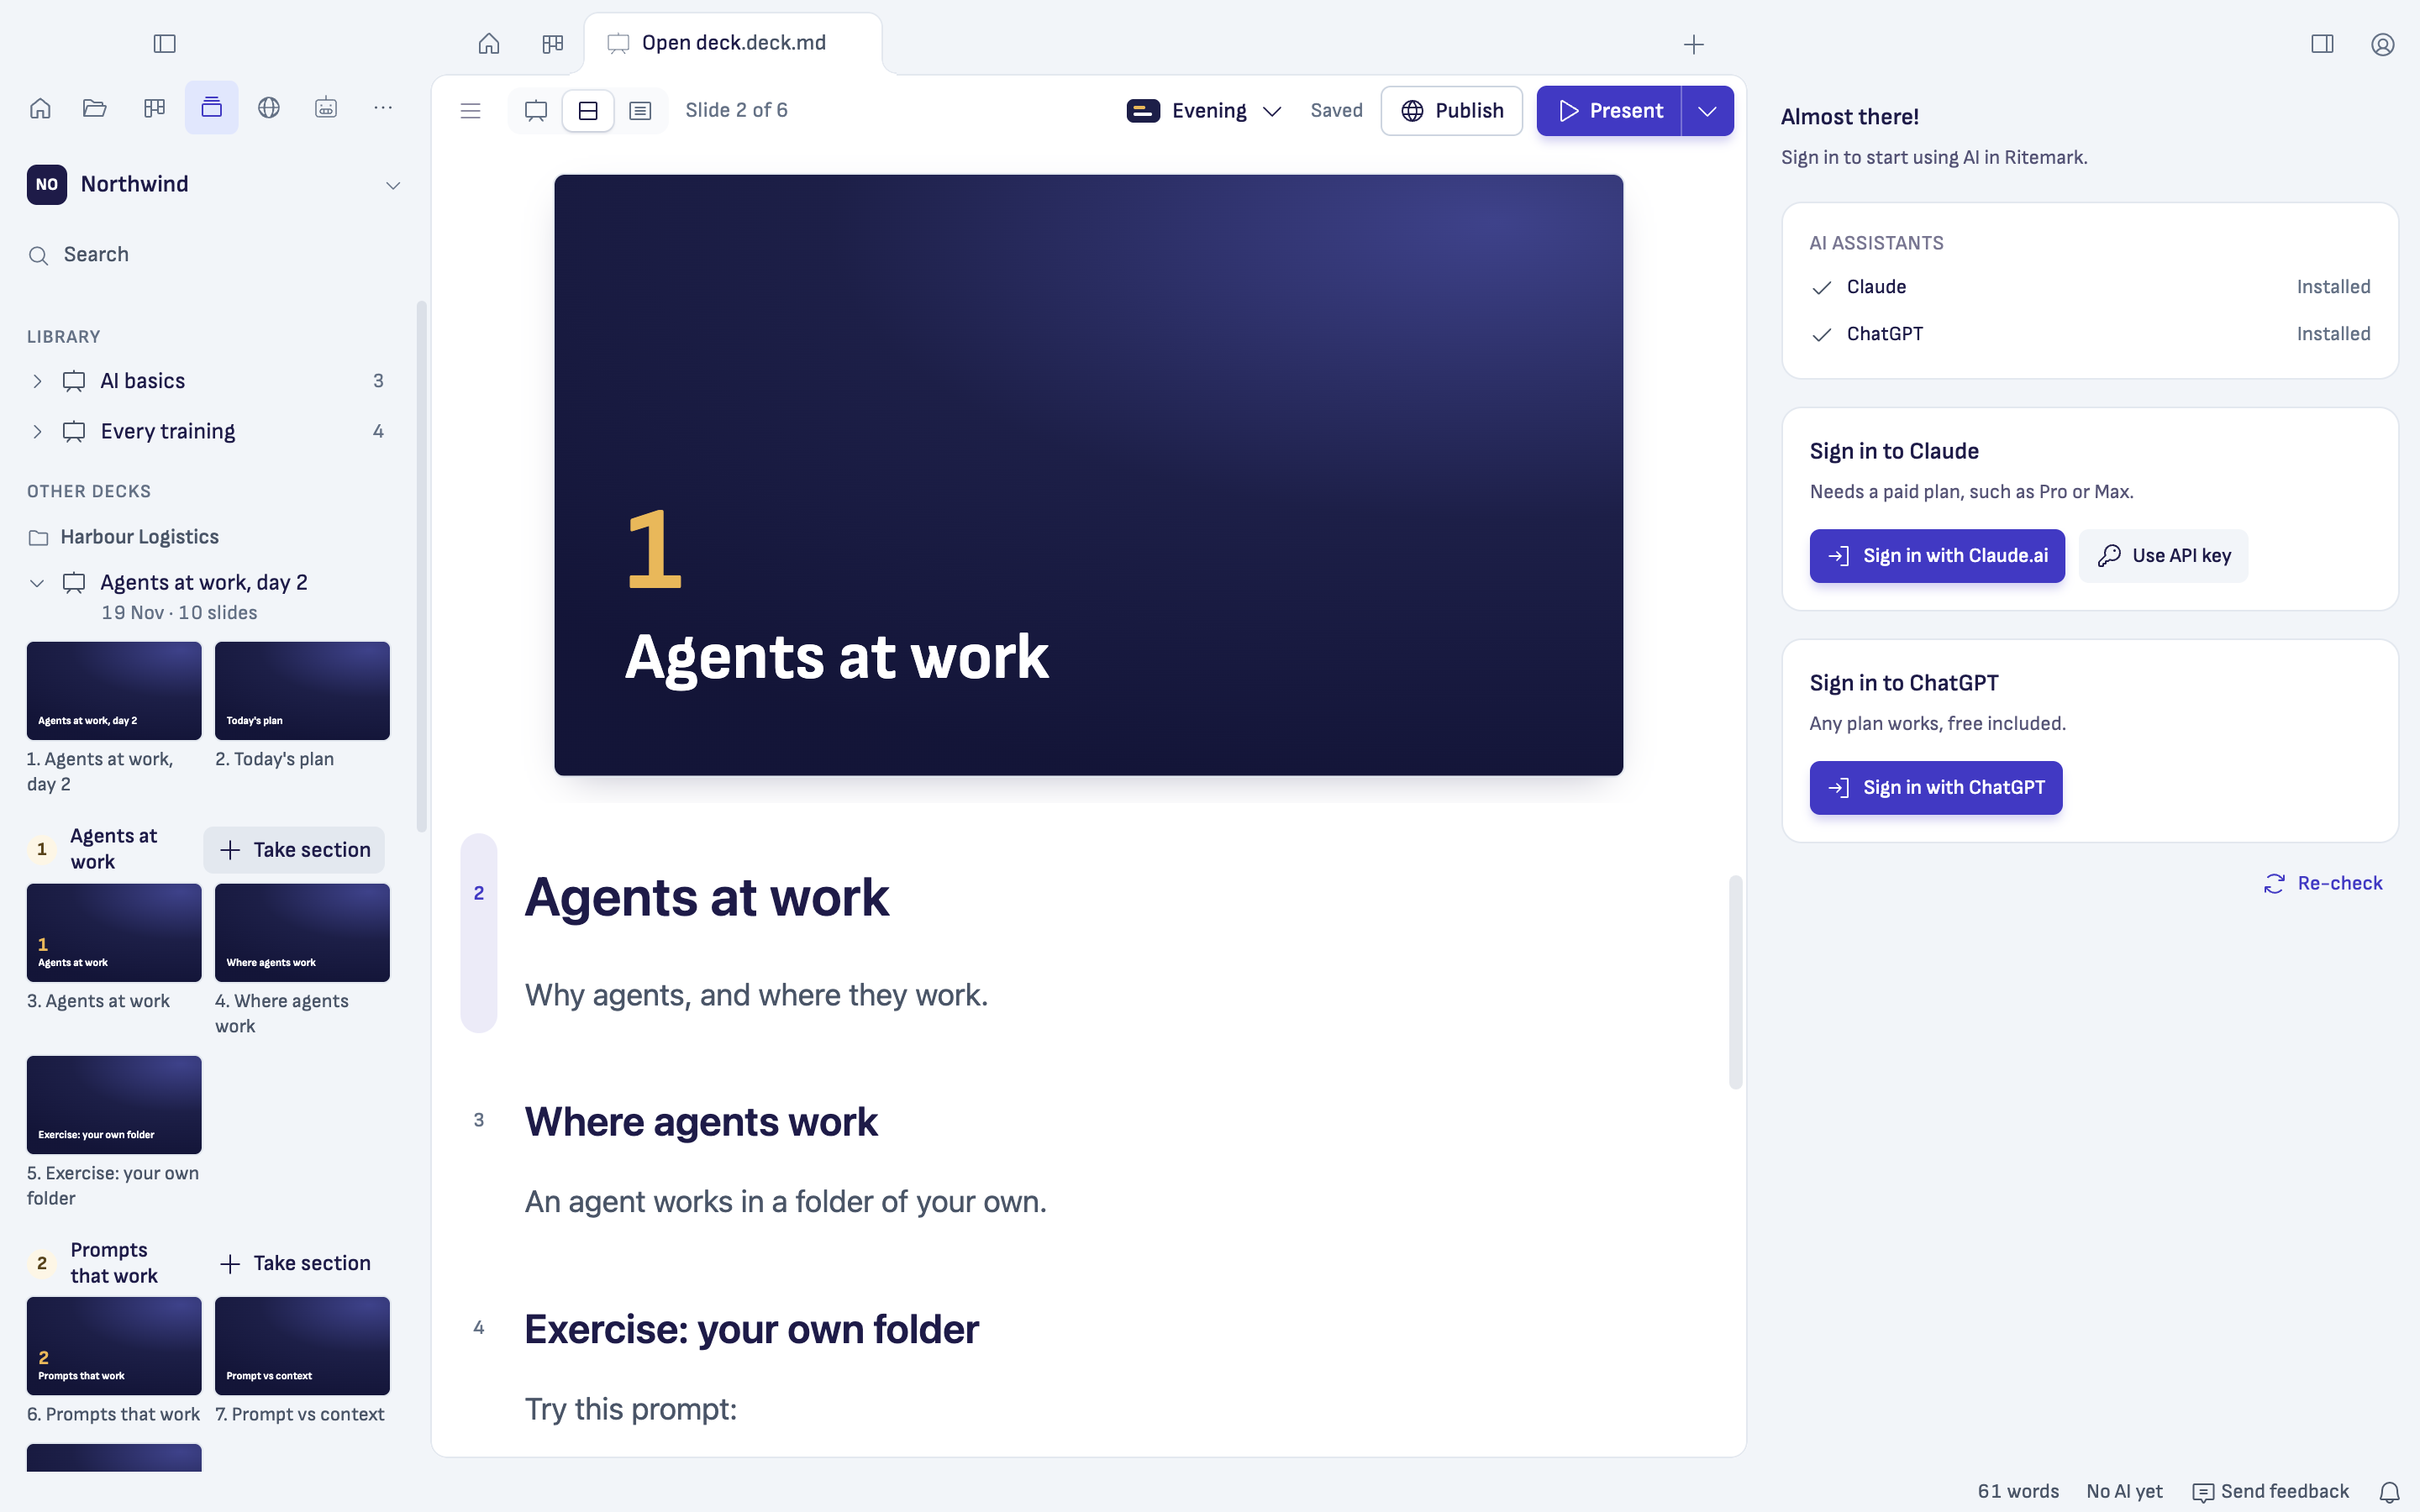 Open deck.deck.md
Slide 2 of 6
Evening
Saved
Publish
Present
NO
Northwind
Search
LIBRARY
AI basics 3
Every training 4
OTHER DECKS
Harbour Logistics
Agents at work, day 2
19 Nov · 10 slides
Agents at work, day 2
Today's plan
1. Agents at work,
day 2
2. Today's plan
1
Agents at
work
Take section
1
Agents at work
Where agents work
3. Agents at work
4. Where agents
work
Exercise: your own folder
5. Exercise: your own
folder
2
Prompts
that work
Take section
2
Prompts that work
Prompt vs context
6. Prompts that work
7. Prompt vs context
1
Agents at work
2
Agents at work
Why agents, and where they work.
3
Where agents work
An agent works in a folder of your own.
4
Exercise: your own folder
Try this prompt:
Almost there!
Sign in to start using AI in Ritemark.
AI ASSISTANTS
Claude Installed
ChatGPT Installed
Sign in to Claude
Needs a paid plan, such as Pro or Max.
Sign in with Claude.ai
Use API key
Sign in to ChatGPT
Any plan works, free included.
Sign in with ChatGPT
Re-check
61 words
No AI yet
Send feedback